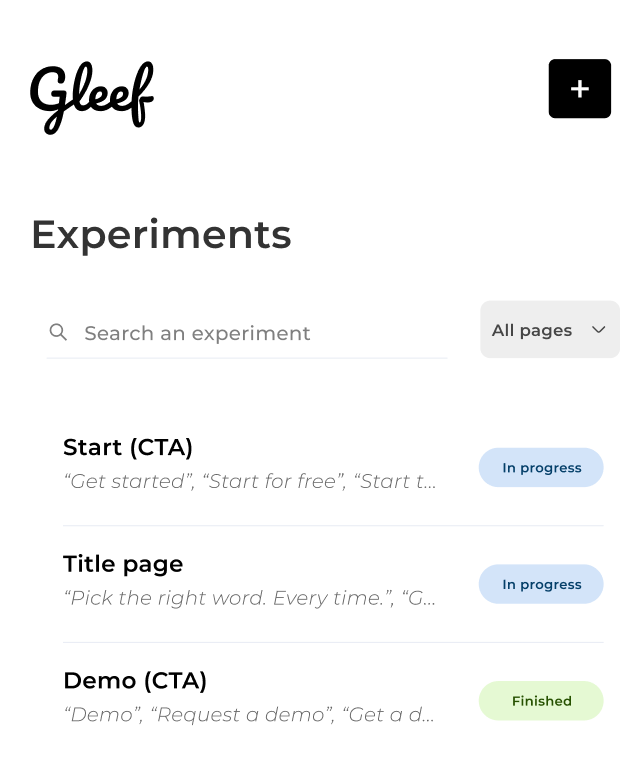 Gleef
+
Experiments
Search an experiment
All pages
Start (CTA)
“Get started”, “Start for free”, “Start t...
In progress
Title page
“Pick the right word. Every time.”, “G...
In progress
Demo (CTA)
“Demo”, “Request a demo”, “Get a d...
Finished